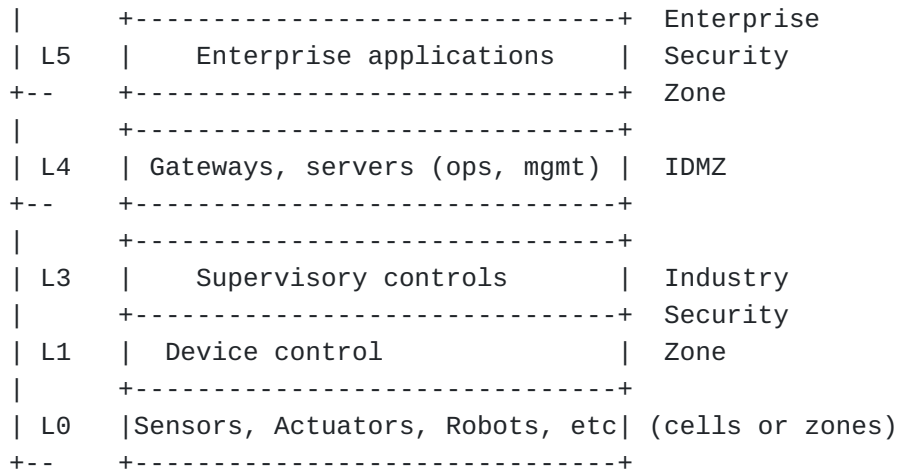 |      +-------------------------------+  Enterprise
| L5   |    Enterprise applications    |  Security
+--    +-------------------------------+  Zone
|      +-------------------------------+
| L4   | Gateways, servers (ops, mgmt) |  IDMZ
+--    +-------------------------------+
|      +-------------------------------+
| L3   |    Supervisory controls       |  Industry
|      +-------------------------------+  Security
| L1   |  Device control               |  Zone
|      +-------------------------------+
| L0   |Sensors, Actuators, Robots, etc| (cells or zones)
+--    +-------------------------------+